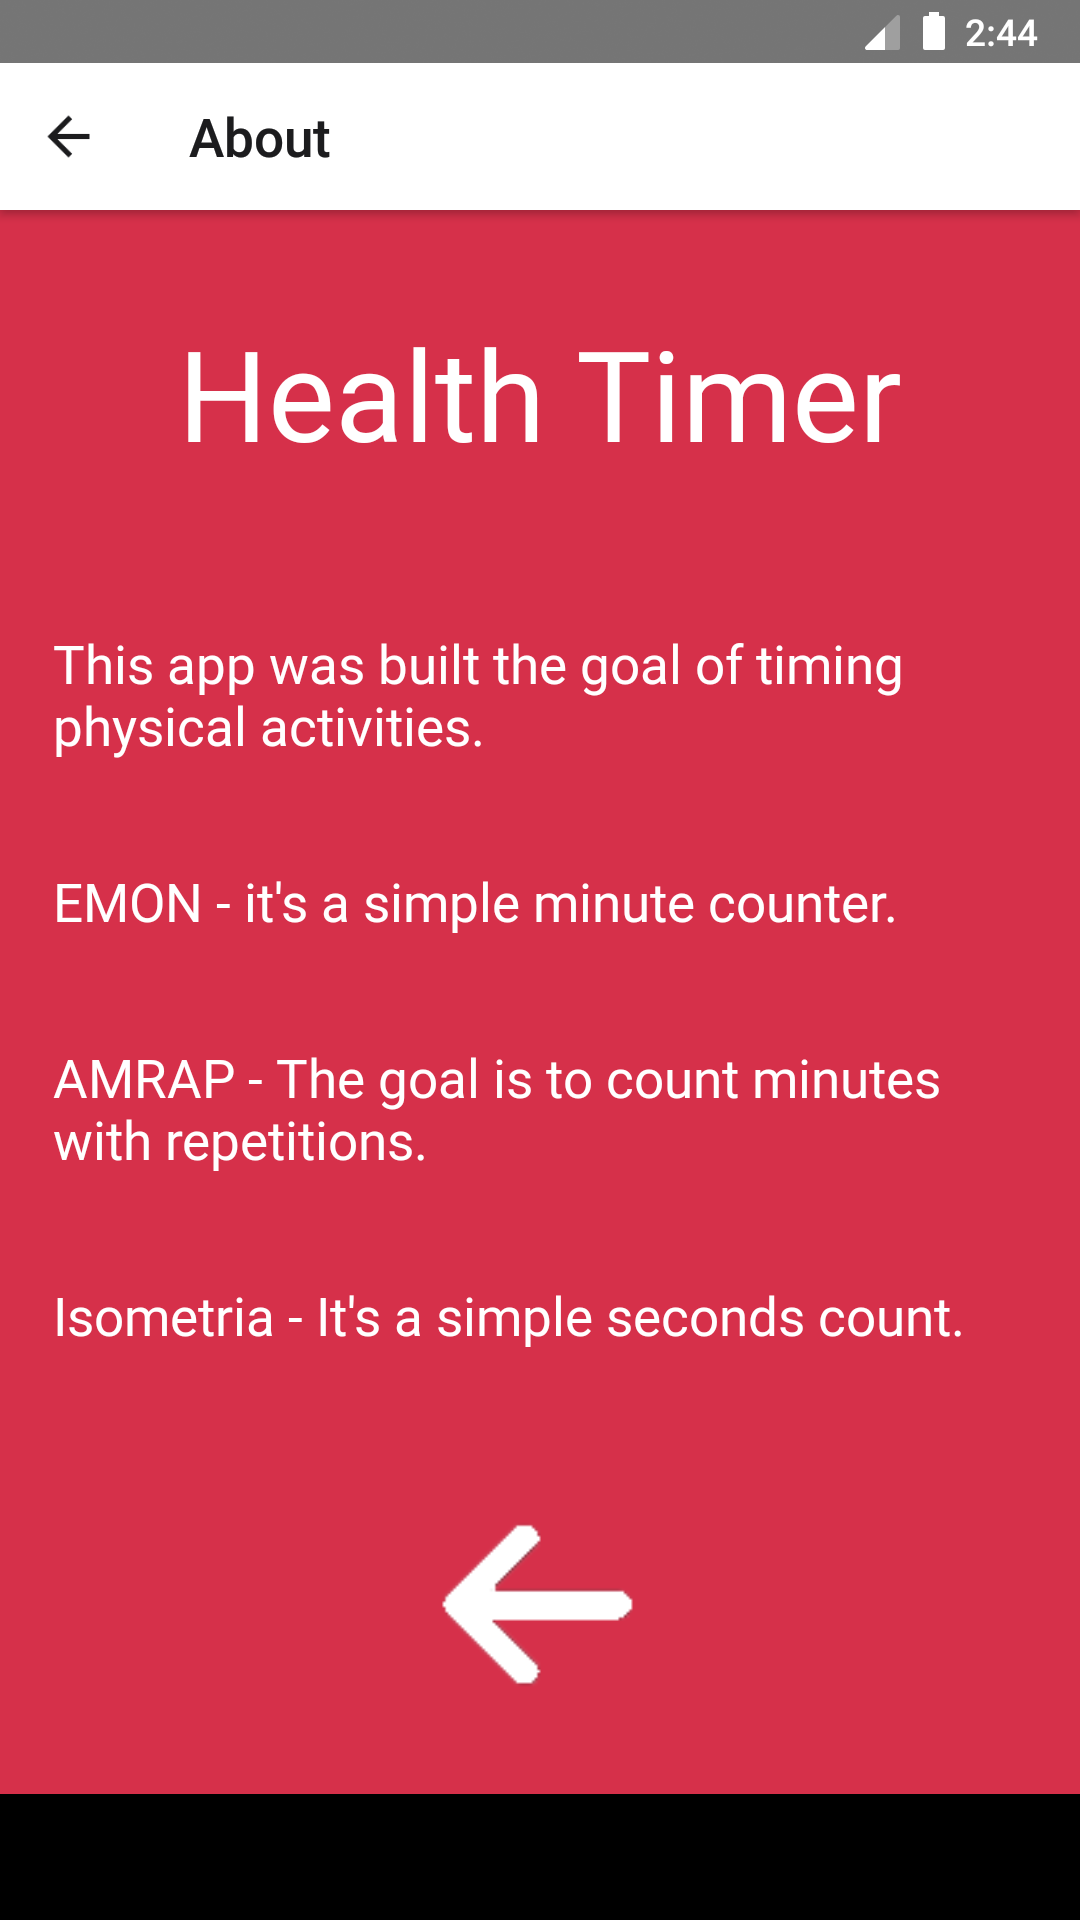 2:44
About
Health Timer
This app was built the goal of timing
physical activities.
EMON - it's a simple minute counter.
AMRAP - The goal is to count minutes
with repetitions.
Isometria - It's a simple seconds count.